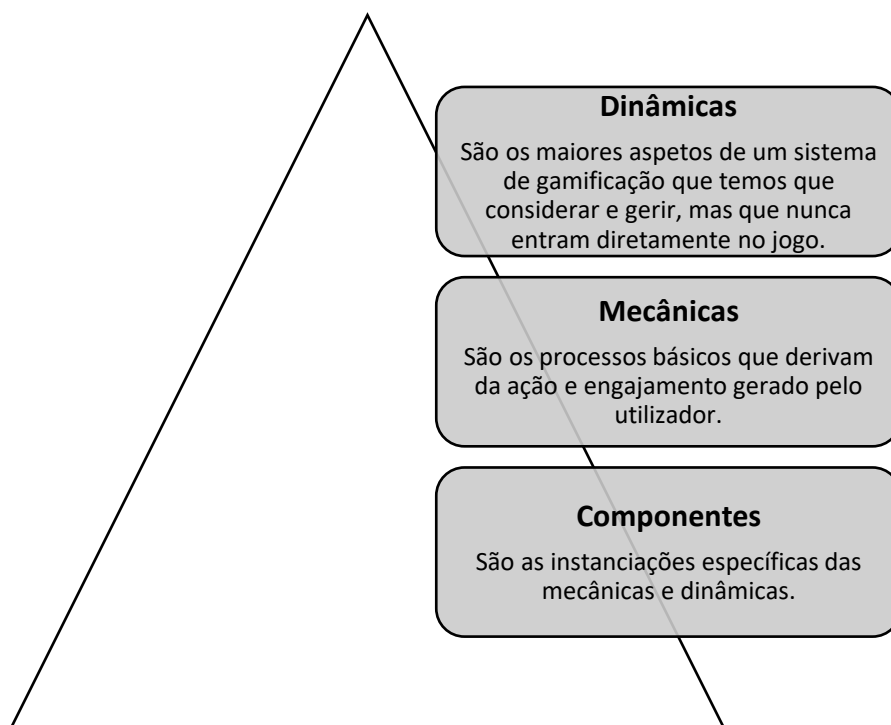 Dinâmicas
São os maiores aspetos de um sistema
de gamificação que temos que
considerar e gerir, mas que nunca
entram diretamente no jogo.
Mecânicas
São os processos básicos que derivam
da ação e engajamento gerado pelo
utilizador.
Componentes
São as instanciações específicas das
mecânicas e dinâmicas.